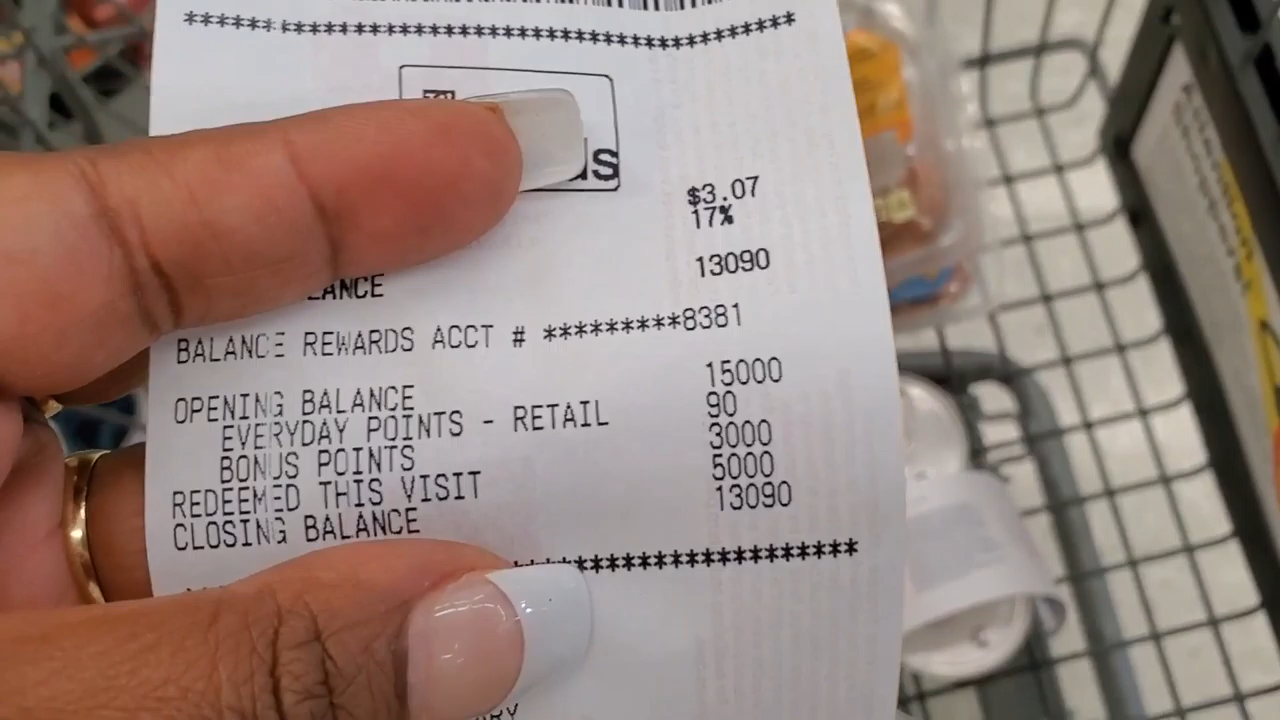 ****************************************************
$3.07
17%
13090
BALANCE REWARDS ACCT # *********8381
OPENING BALANCE 15000
EVERYDAY POINTS - RETAIL 90
BONUS POINTS 3000
REDEEMED THIS VISIT 5000
CLOSING BALANCE 13090